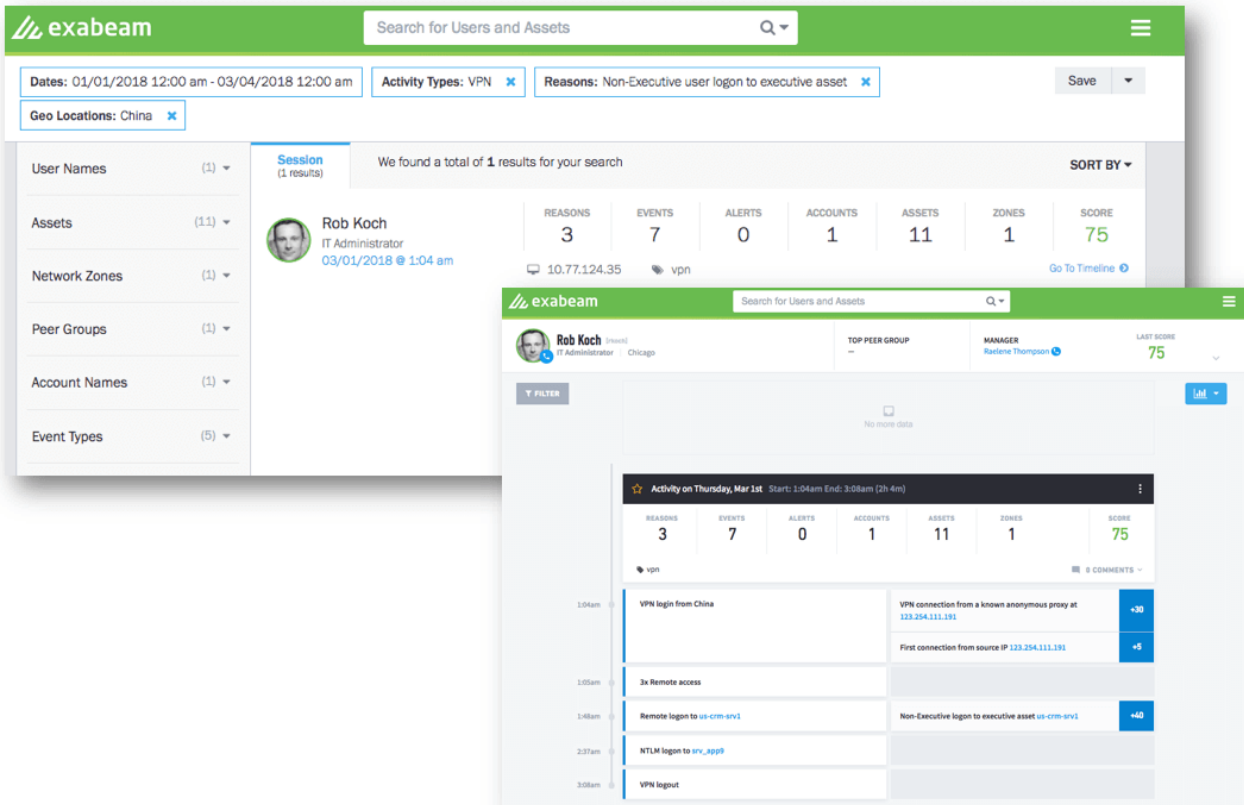 exabeam
Search for Users and Assets
Dates: 01/01/2018 12:00 am - 03/04/2018 12:00 am
Activity Types: VPN ×
Reasons: Non-Executive user logon to executive asset ×
Save
Geo Locations: China ×
User Names (1)
Assets (11)
Network Zones (1)
Peer Groups (1)
Account Names (1)
Event Types (5)
Session
(1 results)
We found a total of 1 results for your search
SORT BY
Rob Koch
IT Administrator
03/01/2018 @ 1:04 am
REASONS EVENTS ALERTS ACCOUNTS ASSETS ZONES SCORE
3 7 0 1 11 1 75
10.77.124.35 vpn
Go To Timeline
exabeam
Search for Users and Assets
Rob Koch [rkoch]
IT Administrator Chicago
TOP PEER GROUP
—
MANAGER
Raelene Thompson
LAST SCORE
75
FILTER
No more data
Activity on Thursday, Mar 1st Start: 1:04am End: 3:08am (2h 4m)
REASONS EVENTS ALERTS ACCOUNTS ASSETS ZONES SCORE
3 7 0 1 11 1 75
vpn
0 COMMENTS
1:04am VPN login from China
VPN connection from a known anonymous proxy at
123.254.111.191
+30
First connection from source IP 123.254.111.191 +5
1:05am 3x Remote access
1:48am Remote logon to us-crm-srv1
Non-Executive logon to executive asset us-crm-srv1 +40
2:37am NTLM logon to srv_app9
3:08am VPN logout